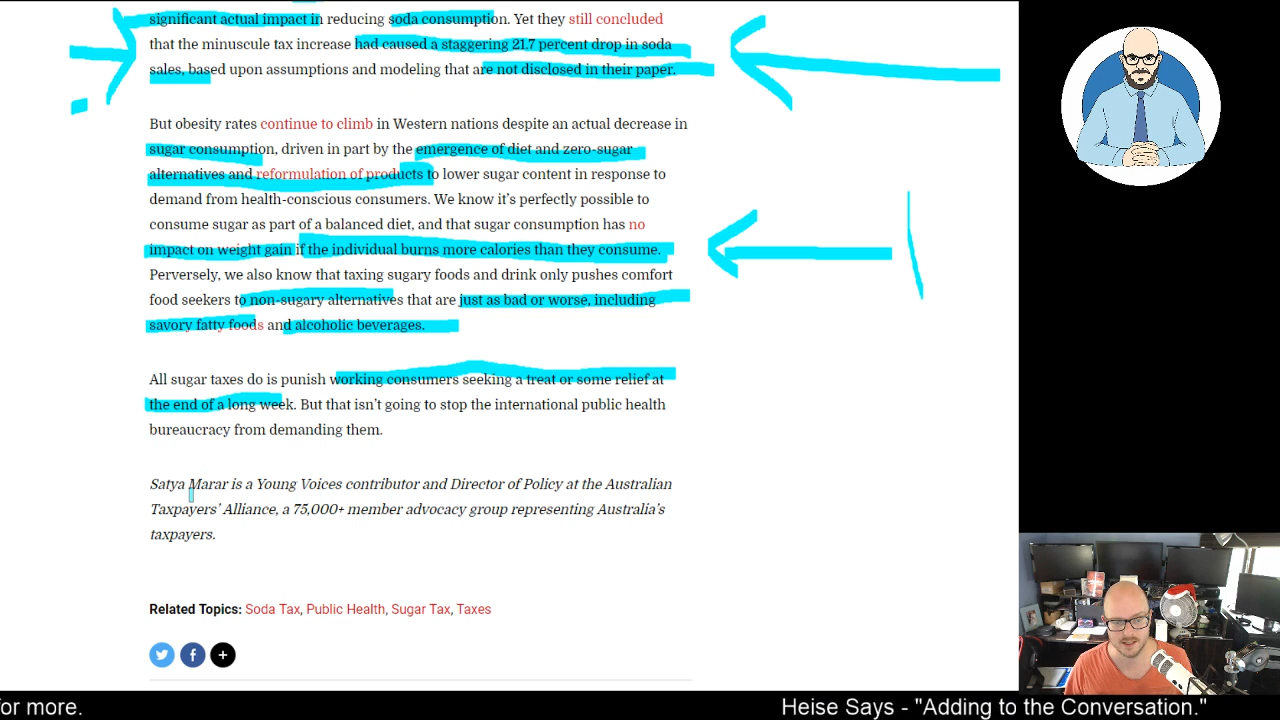 significant actual impact in reducing soda consumption. Yet they still concluded
that the minuscule tax increase had caused a staggering 21.7 percent drop in soda
sales, based upon assumptions and modeling that are not disclosed in their paper.
But obesity rates continue to climb in Western nations despite an actual decrease in
sugar consumption, driven in part by the emergence of diet and zero-sugar
alternatives and reformulation of products to lower sugar content in response to
demand from health-conscious consumers. We know it's perfectly possible to
consume sugar as part of a balanced diet, and that sugar consumption has no
impact on weight gain if the individual burns more calories than they consume.
Perversely, we also know that taxing sugary foods and drink only pushes comfort
food seekers to non-sugary alternatives that are just as bad or worse, including
savory fatty foods and alcoholic beverages.
All sugar taxes do is punish working consumers seeking a treat or some relief at
the end of a long week. But that isn't going to stop the international public health
bureaucracy from demanding them.
Satya Marar is a Young Voices contributor and Director of Policy at the Australian
Taxpayers' Alliance, a 75,000+ member advocacy group representing Australia's
taxpayers.
Related Topics: Soda Tax, Public Health, Sugar Tax, Taxes
for more. Heise Says - "Adding to the Conversation."